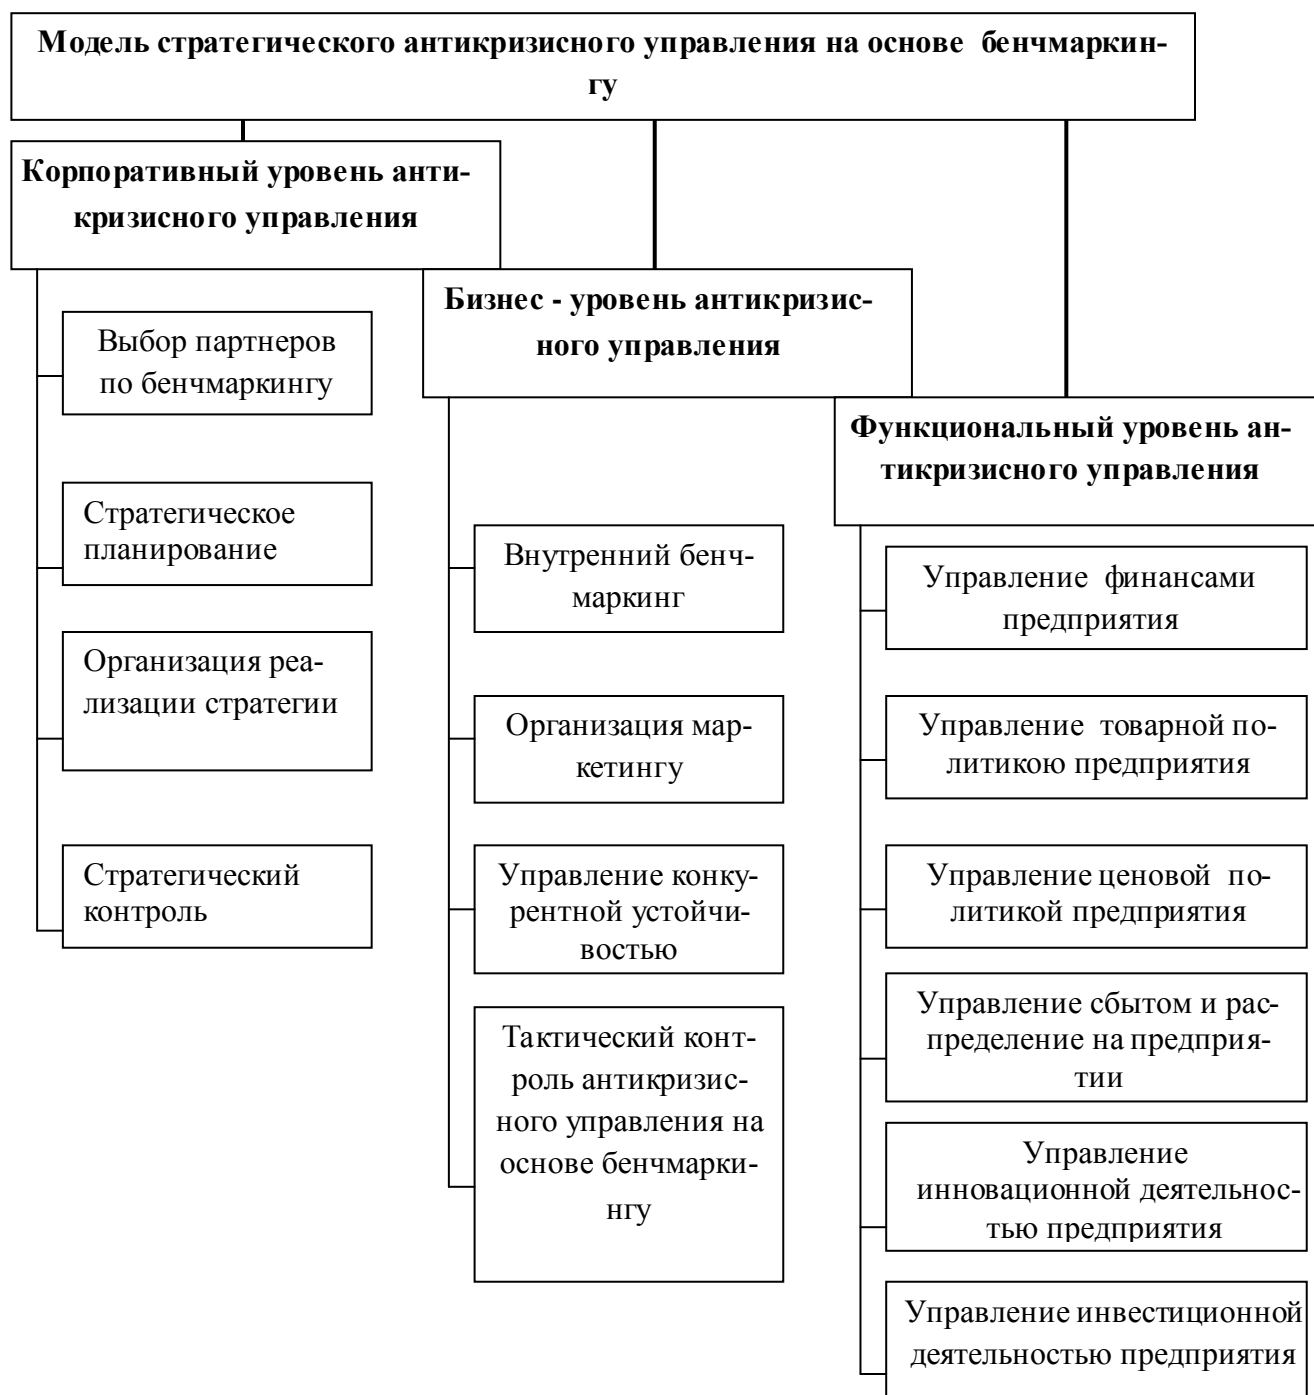 Модель стратегического антикризисного управления на основе бенчмаркин-
гу
Корпоративный уровень анти-
кризисного управления
Выбор партнеров
по бенчмаркингу
Стратегическое
планирование
Организация реа-
лизации стратегии
Стратегический
контроль
Бизнес - уровень антикризис-
ного управления
Внутренний бенч-
маркинг
Организация мар-
кетингу
Управление конку-
рентной устойчи-
востью
Тактический конт-
роль антикризис-
ного управления на
основе бенчмарки-
нгу
Функциональный уровень ан-
тикризисного управления
Управление финансами
предприятия
Управление товарной по-
литикою предприятия
Управление ценовой по-
литикой предприятия
Управление сбытом и рас-
пределение на предприя-
тии
Управление
инновационной деятельнос-
тью предприятия
Управление инвестиционной
деятельностью предприятия